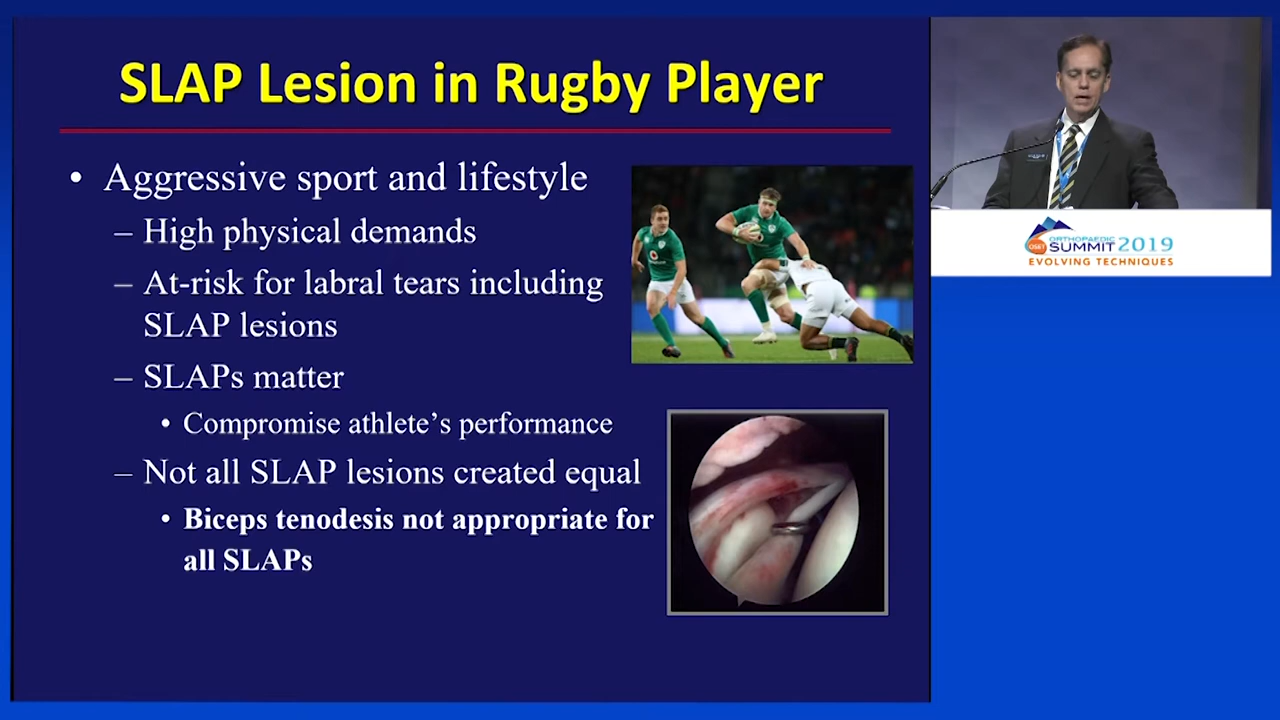 SLAP Lesion in Rugby Player
• Aggressive sport and lifestyle
– High physical demands
– At-risk for labral tears including
SLAP lesions
– SLAPs matter
• Compromise athlete's performance
– Not all SLAP lesions created equal
• Biceps tenodesis not appropriate for
all SLAPs
OSET
ORTHOPAEDIC
SUMMIT 2019
EVOLVING TECHNIQUES